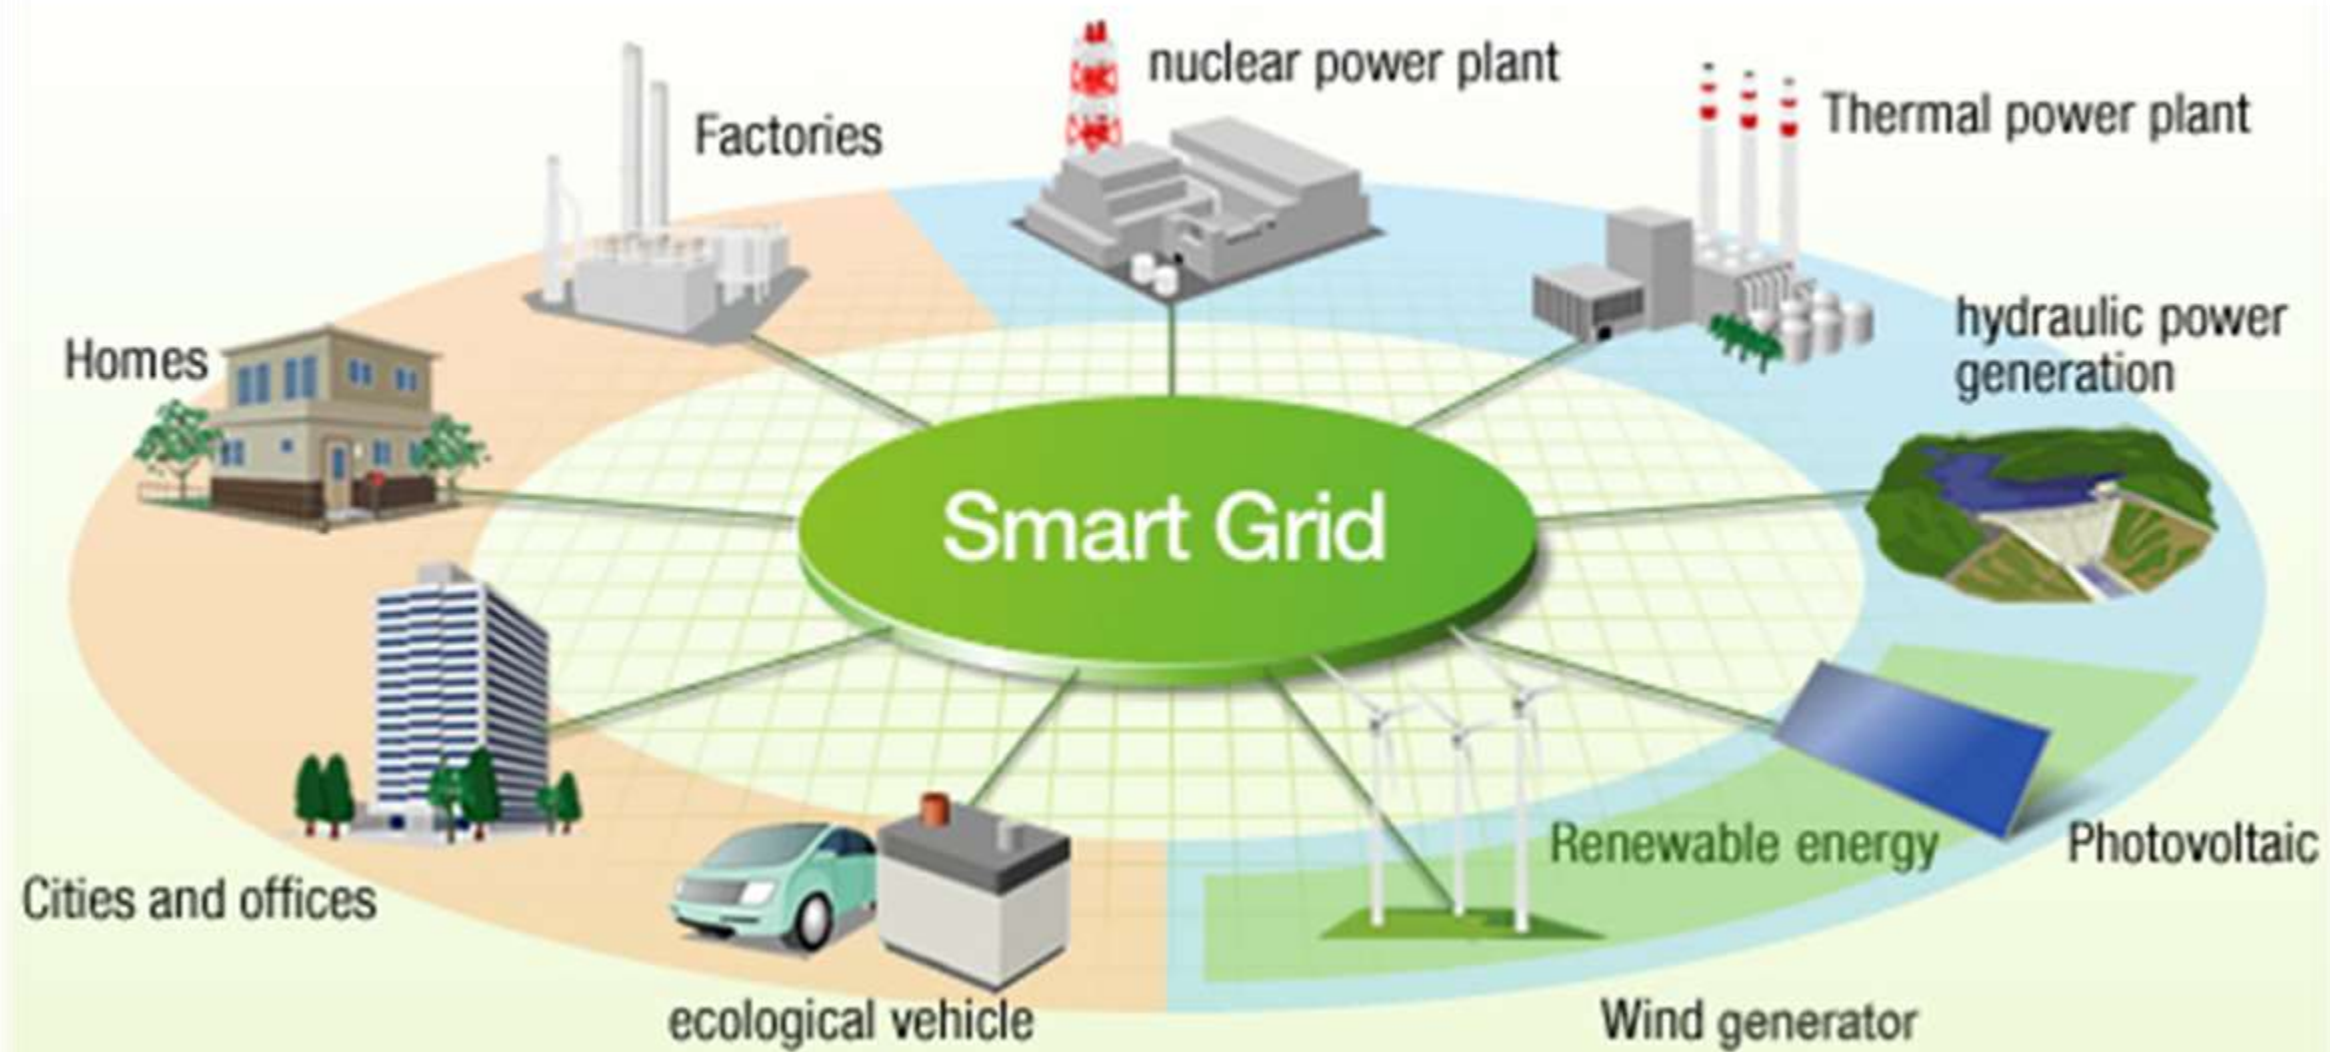 nuclear power plant
Thermal power plant
Factories
hydraulic power
generation
Homes
Smart Grid
Renewable energy
Photovoltaic
Cities and offices
ecological vehicle
Wind generator